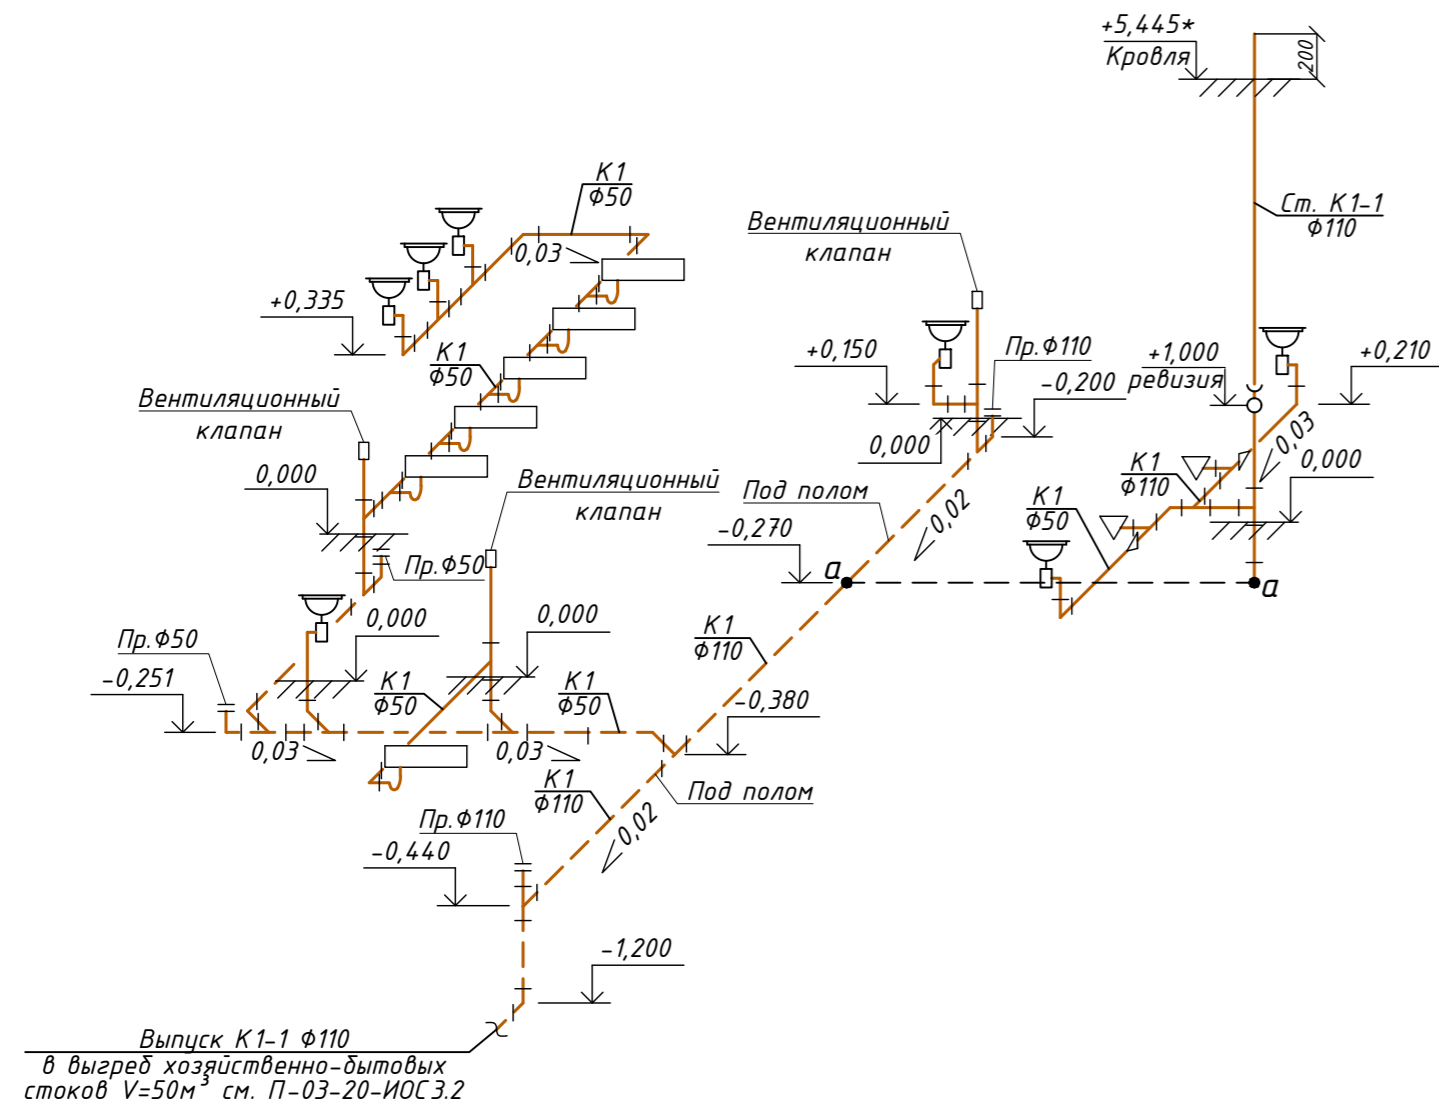 +5,445*
Кровля
200
К1
Ф50
Ст. К1-1
Ф110
Вентиляционный
клапан
0,03
+0,335
К1
Ф50
+0,150
Пр.Ф110
-0,200
+1,000
ревизия
+0,210
Вентиляционный
клапан
0,000
0,000
0,03
0,000
К1
Ф110
Вентиляционный
клапан
Под полом
К1
Ф50
0,02
-0,270
а
а
Пр.Ф50
0,000
0,000
Пр.Ф50
К1
Ф110
-0,251
К1
Ф50
К1
Ф50
-0,380
0,03
0,03
К1
Ф110
Под полом
0,02
Пр.Ф110
-0,440
-1,200
Выпуск К1-1 Ф110
в выгреб хозяйственно-бытовых
стоков V=50м³ см. П-03-20-ИОС3.2